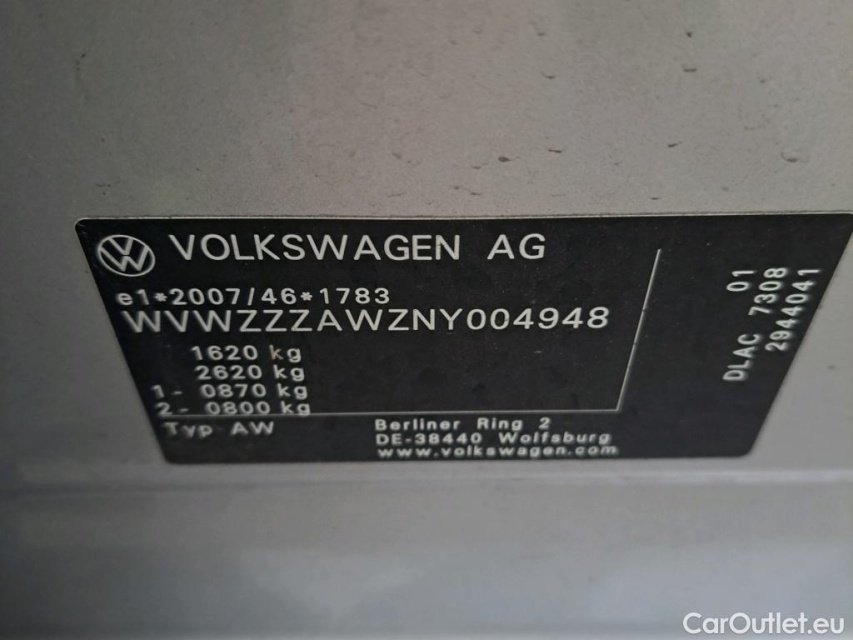 VOLKSWAGEN AG
e1*2007/46*1783
WVWZZZAWZNY004948
1620 kg
2620 kg
1- 0870 kg
2- 0800 kg
Typ AW
Berliner Ring 2
DE-38440 Wolfsburg
www.volkswagen.com
01
DLAC 7308
2944041
CarOutlet.eu